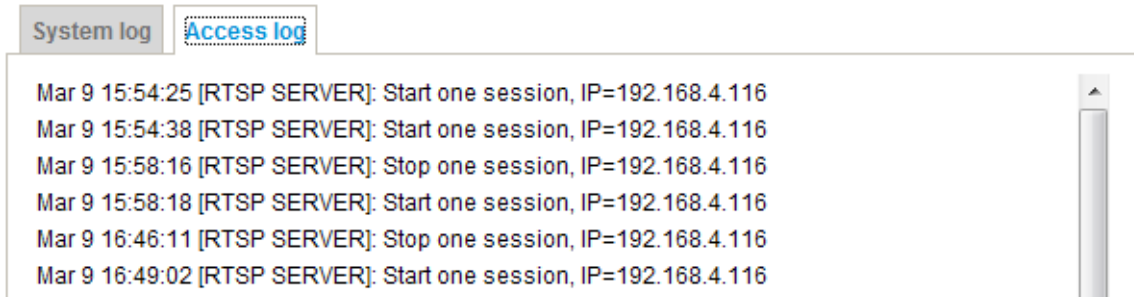 System log Access log
Mar 9 15:54:25 [RTSP SERVER]: Start one session, IP=192.168.4.116
Mar 9 15:54:38 [RTSP SERVER]: Start one session, IP=192.168.4.116
Mar 9 15:58:16 [RTSP SERVER]: Stop one session, IP=192.168.4.116
Mar 9 15:58:18 [RTSP SERVER]: Start one session, IP=192.168.4.116
Mar 9 16:46:11 [RTSP SERVER]: Stop one session, IP=192.168.4.116
Mar 9 16:49:02 [RTSP SERVER]: Start one session, IP=192.168.4.116